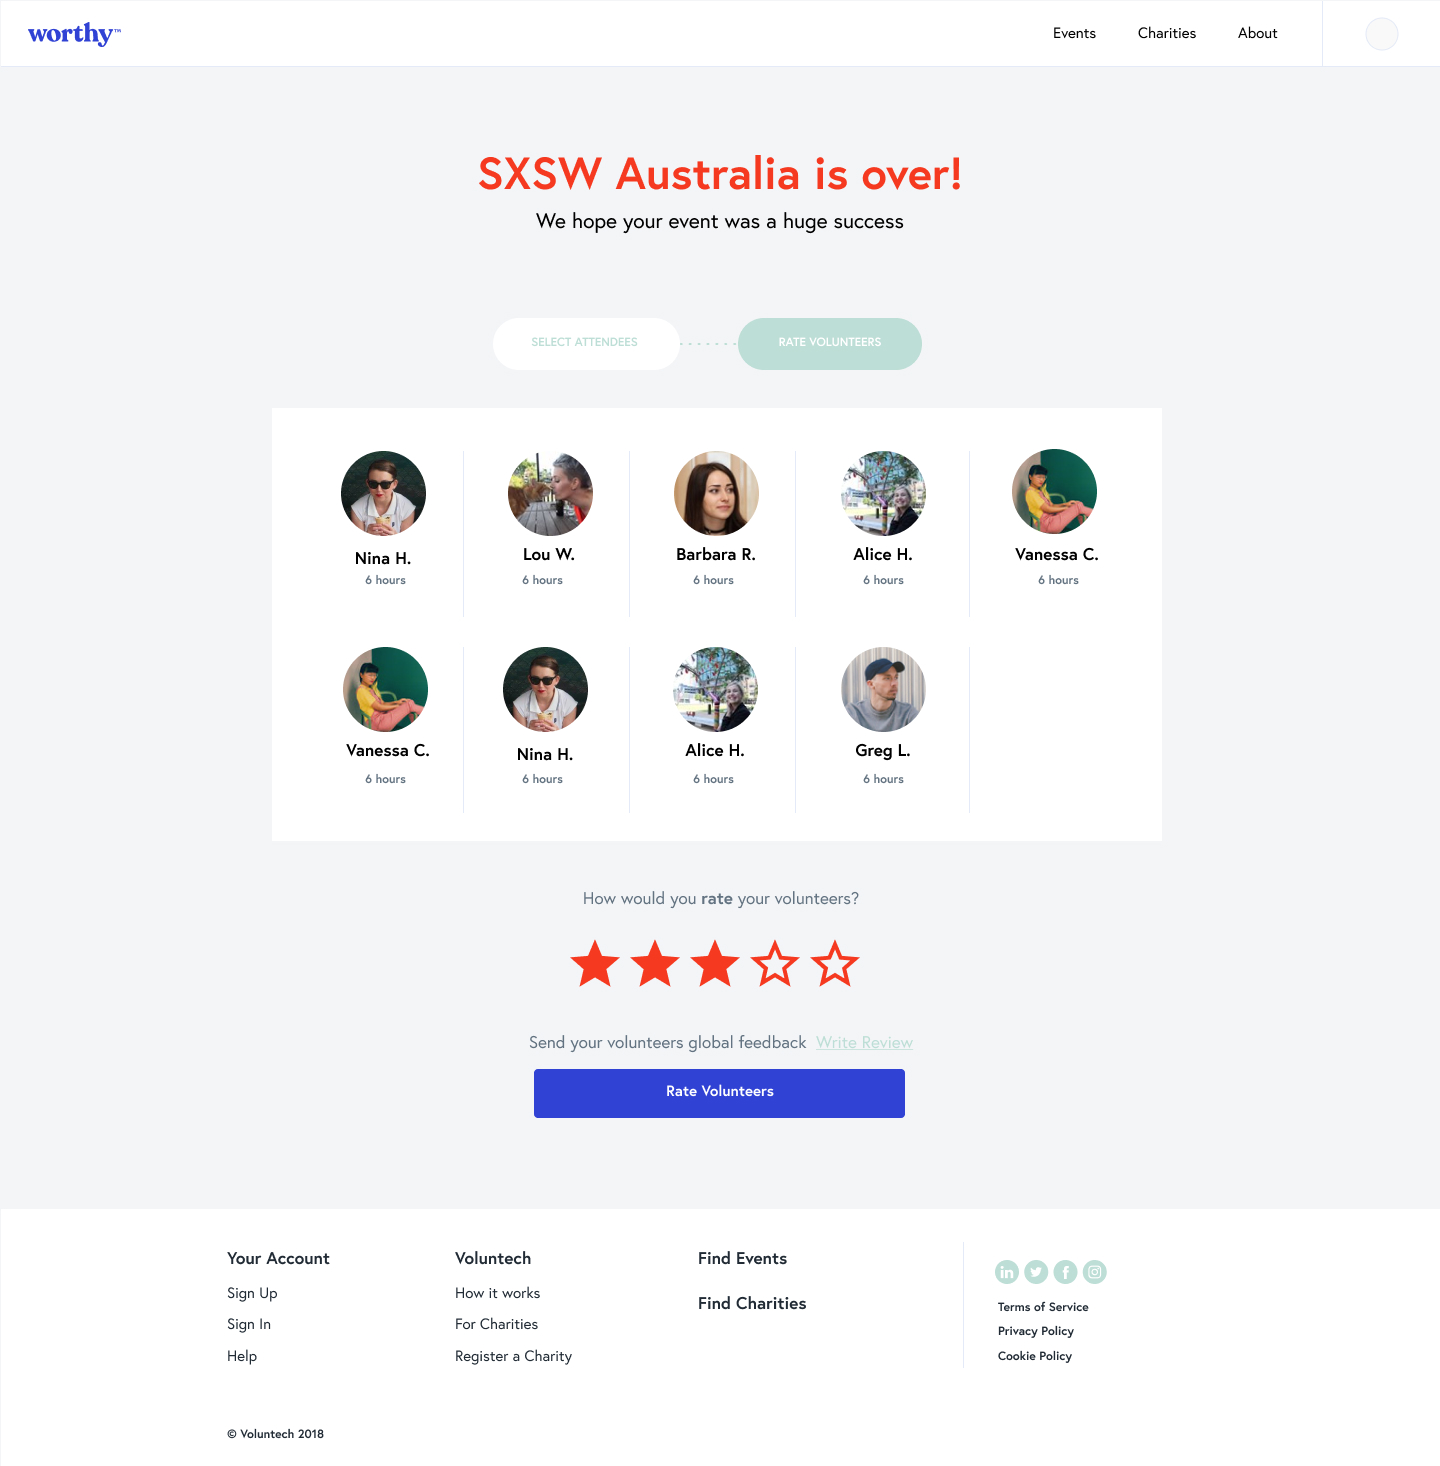 worthy™
Events
Charities
About
SXSW Australia is over!
We hope your event was a huge success
SELECT ATTENDEES
RATE VOLUNTEERS
Nina H.
6 hours
Lou W.
6 hours
Barbara R.
6 hours
Alice H.
6 hours
Vanessa C.
6 hours
Vanessa C.
6 hours
Nina H.
6 hours
Alice H.
6 hours
Greg L.
6 hours
How would you rate your volunteers?
Send your volunteers global feedback Write Review
Rate Volunteers
Your Account
Sign Up
Sign In
Help
Voluntech
How it works
For Charities
Register a Charity
Find Events
Find Charities
in
f
Terms of Service
Privacy Policy
Cookie Policy
© Voluntech 2018